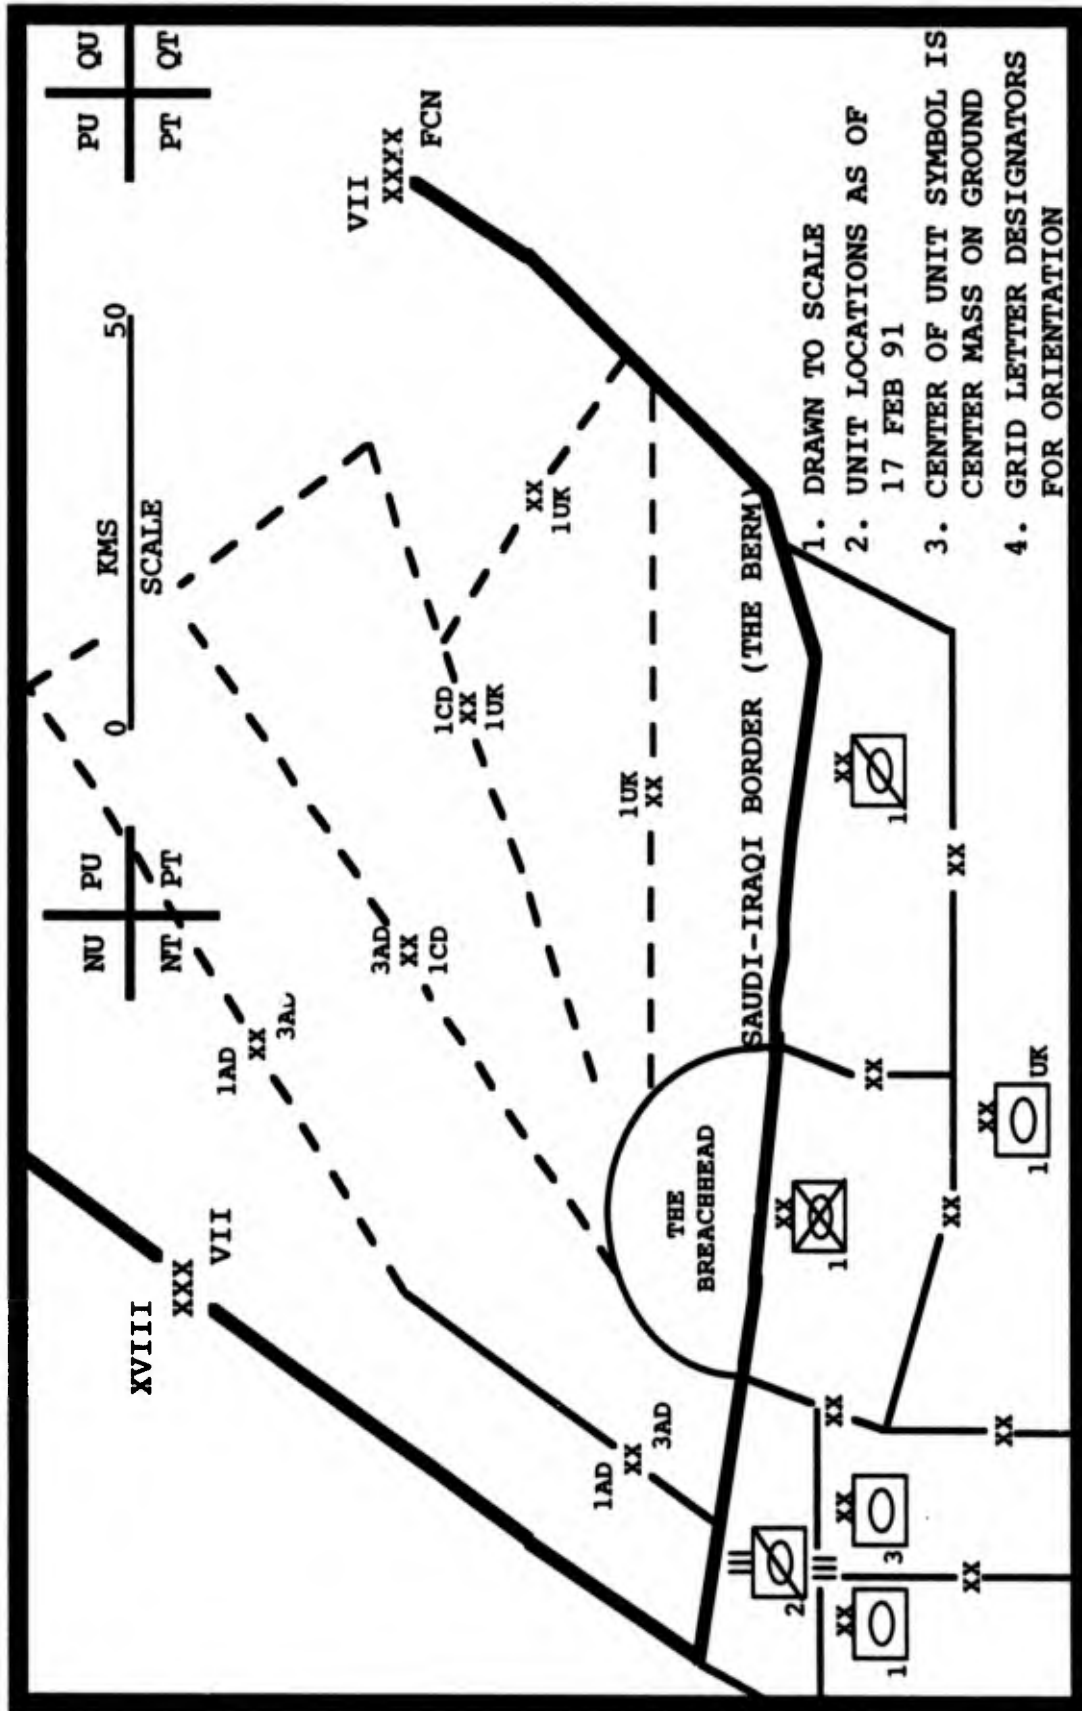 NU PU
NT PT
KMS
0 50
SCALE
PU QU
PT QT
XVIII
XXX
VII
1AD
XX
3AD
VII
XXXX
FCN
3AD
XX
1CD
1CD
XX
1UK
XX
1UK
1AD
XX
3AD
1UK
XX
THE
BREACHHEAD
SAUDI-IRAQI BORDER (THE BERM)
III
2
III
XX
1
XX
3
XX
XX
XX
XX
1
XX
XX
XX
1
XX
XX
1 UK
1. DRAWN TO SCALE
2. UNIT LOCATIONS AS OF
17 FEB 91
3. CENTER OF UNIT SYMBOL IS
CENTER MASS ON GROUND
4. GRID LETTER DESIGNATORS
FOR ORIENTATION